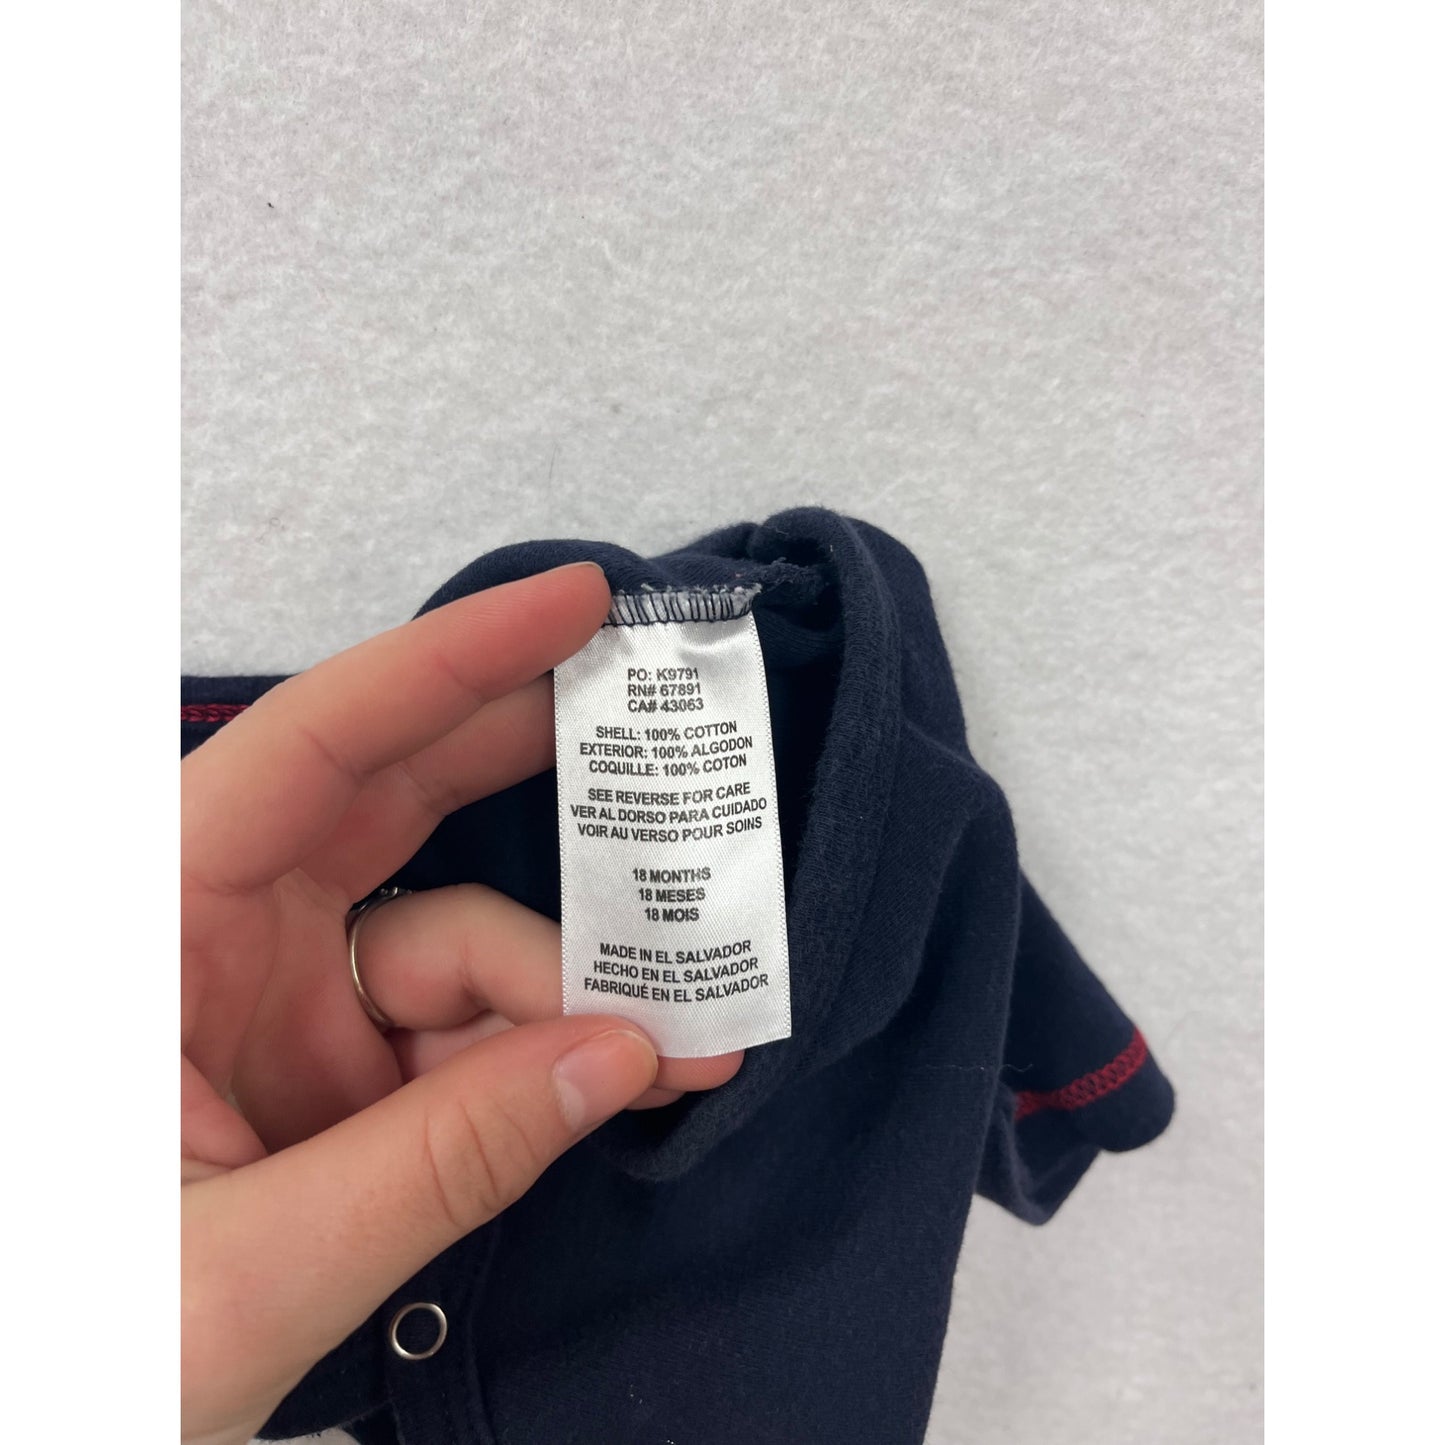 PO: K9791
RN# 67891
CA# 43063
SHELL: 100% COTTON
EXTERIOR: 100% ALGODON
COQUILLE: 100% COTON
SEE REVERSE FOR CARE
VER AL DORSO PARA CUIDADO
VOIR AU VERSO POUR SOINS
18 MONTHS
18 MESES
18 MOIS
MADE IN EL SALVADOR
HECHO EN EL SALVADOR
FABRIQUÉ EN EL SALVADOR